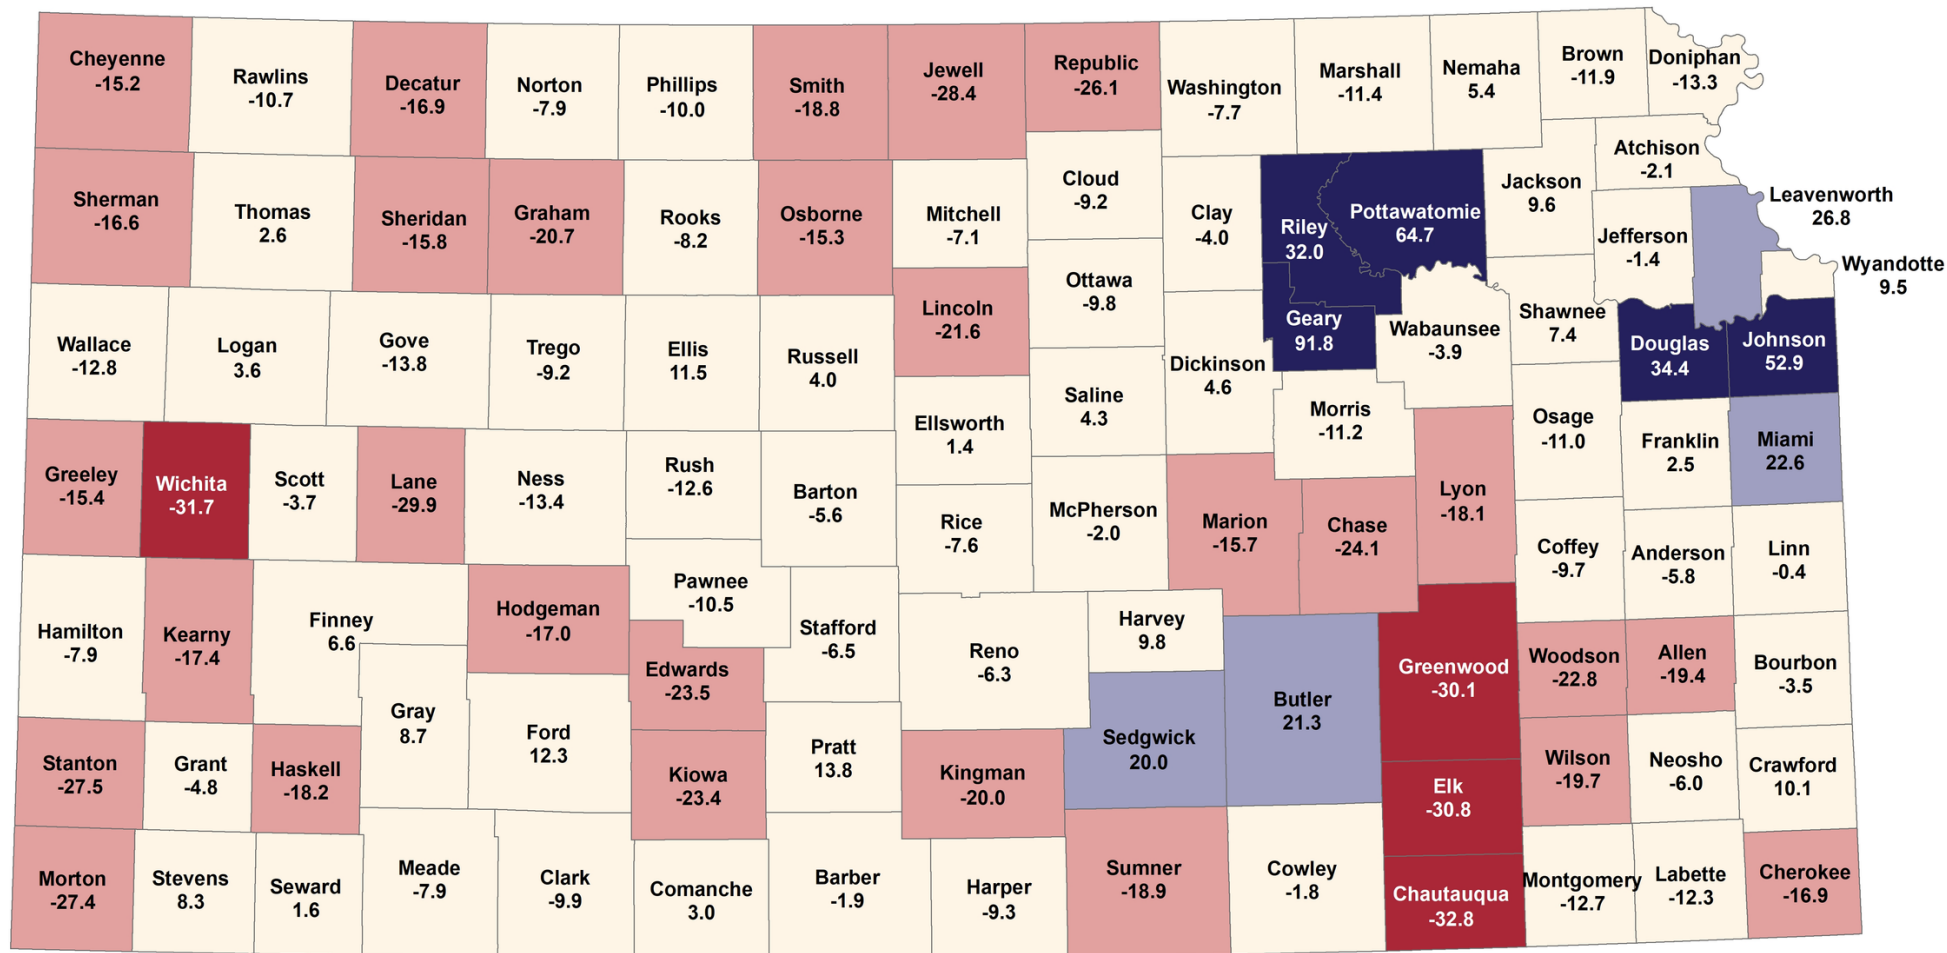 Cheyenne
-15.2
Rawlins
-10.7
Decatur
-16.9
Norton
-7.9
Phillips
-10.0
Smith
-18.8
Jewell
-28.4
Republic
-26.1
Washington
-7.7
Marshall
-11.4
Nemaha
5.4
Brown
-11.9
Doniphan
-13.3
Sherman
-16.6
Thomas
2.6
Sheridan
-15.8
Graham
-20.7
Rooks
-8.2
Osborne
-15.3
Mitchell
-7.1
Cloud
-9.2
Clay
-4.0
Riley
32.0
Pottawatomie
64.7
Jackson
9.6
Atchison
-2.1
Jefferson
-1.4
Leavenworth
26.8
Wyandotte
9.5
Wallace
-12.8
Logan
3.6
Gove
-13.8
Trego
-9.2
Ellis
11.5
Russell
4.0
Lincoln
-21.6
Ottawa
-9.8
Dickinson
4.6
Geary
91.8
Wabaunsee
-3.9
Shawnee
7.4
Douglas
34.4
Johnson
52.9
Ellsworth
1.4
Saline
4.3
Morris
-11.2
Osage
-11.0
Franklin
2.5
Miami
22.6
Greeley
-15.4
Wichita
-31.7
Scott
-3.7
Lane
-29.9
Ness
-13.4
Rush
-12.6
Barton
-5.6
Rice
-7.6
McPherson
-2.0
Marion
-15.7
Chase
-24.1
Lyon
-18.1
Coffey
-9.7
Anderson
-5.8
Linn
-0.4
Hamilton
-7.9
Kearny
-17.4
Finney
6.6
Hodgeman
-17.0
Pawnee
-10.5
Edwards
-23.5
Stafford
-6.5
Reno
-6.3
Harvey
9.8
Butler
21.3
Greenwood
-30.1
Woodson
-22.8
Allen
-19.4
Bourbon
-3.5
Gray
8.7
Ford
12.3
Sedgwick
20.0
Stanton
-27.5
Grant
-4.8
Haskell
-18.2
Kiowa
-23.4
Pratt
13.8
Kingman
-20.0
Elk
-30.8
Wilson
-19.7
Neosho
-6.0
Crawford
10.1
Morton
-27.4
Stevens
8.3
Seward
1.6
Meade
-7.9
Clark
-9.9
Comanche
3.0
Barber
-1.9
Harper
-9.3
Sumner
-18.9
Cowley
-1.8
Chautauqua
-32.8
Montgomery
-12.7
Labette
-12.3
Cherokee
-16.9